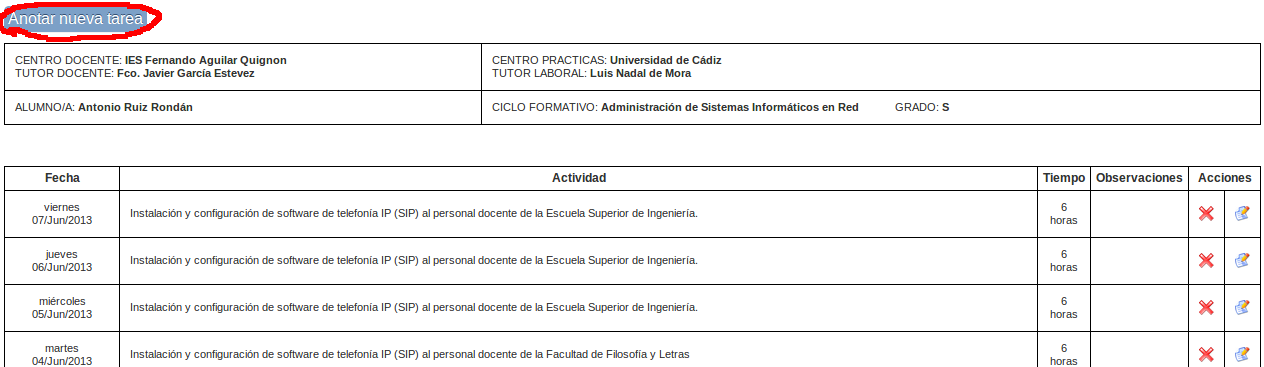 Anotar nueva tarea
CENTRO DOCENTE: IES Fernando Aguilar Quignon
TUTOR DOCENTE: Fco. Javier García Estevez
CENTRO PRACTICAS: Universidad de Cádiz
TUTOR LABORAL: Luis Nadal de Mora
ALUMNO/A: Antonio Ruiz Rondán
CICLO FORMATIVO: Administración de Sistemas Informáticos en Red GRADO: S
Fecha Actividad Tiempo Observaciones Acciones
viernes
07/Jun/2013
Instalación y configuración de software de telefonía IP (SIP) al personal docente de la Escuela Superior de Ingeniería.
6
horas
jueves
06/Jun/2013
Instalación y configuración de software de telefonía IP (SIP) al personal docente de la Escuela Superior de Ingeniería.
6
horas
miércoles
05/Jun/2013
Instalación y configuración de software de telefonía IP (SIP) al personal docente de la Escuela Superior de Ingeniería.
6
horas
martes
04/Jun/2013
Instalación y configuración de software de telefonía IP (SIP) al personal docente de la Facultad de Filosofía y Letras
6
horas